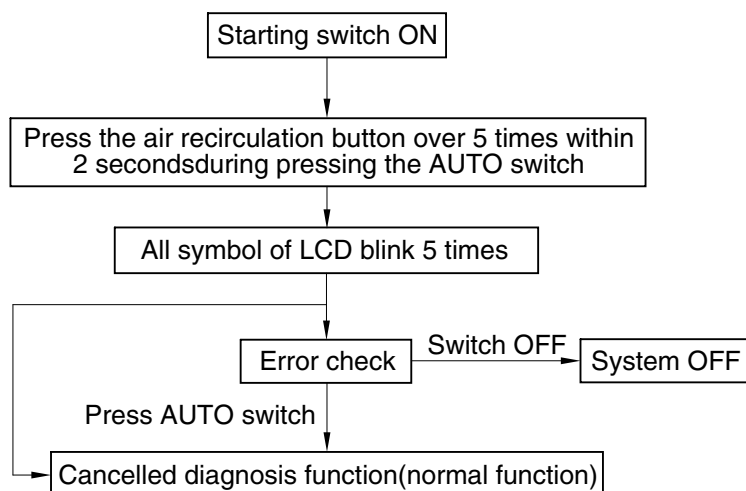 Starting switch ON
Press the air recirculation button over 5 times within
2 secondsduring pressing the AUTO switch
All symbol of LCD blink 5 times
Error check
Switch OFF
System OFF
Press AUTO switch
Cancelled diagnosis function(normal function)